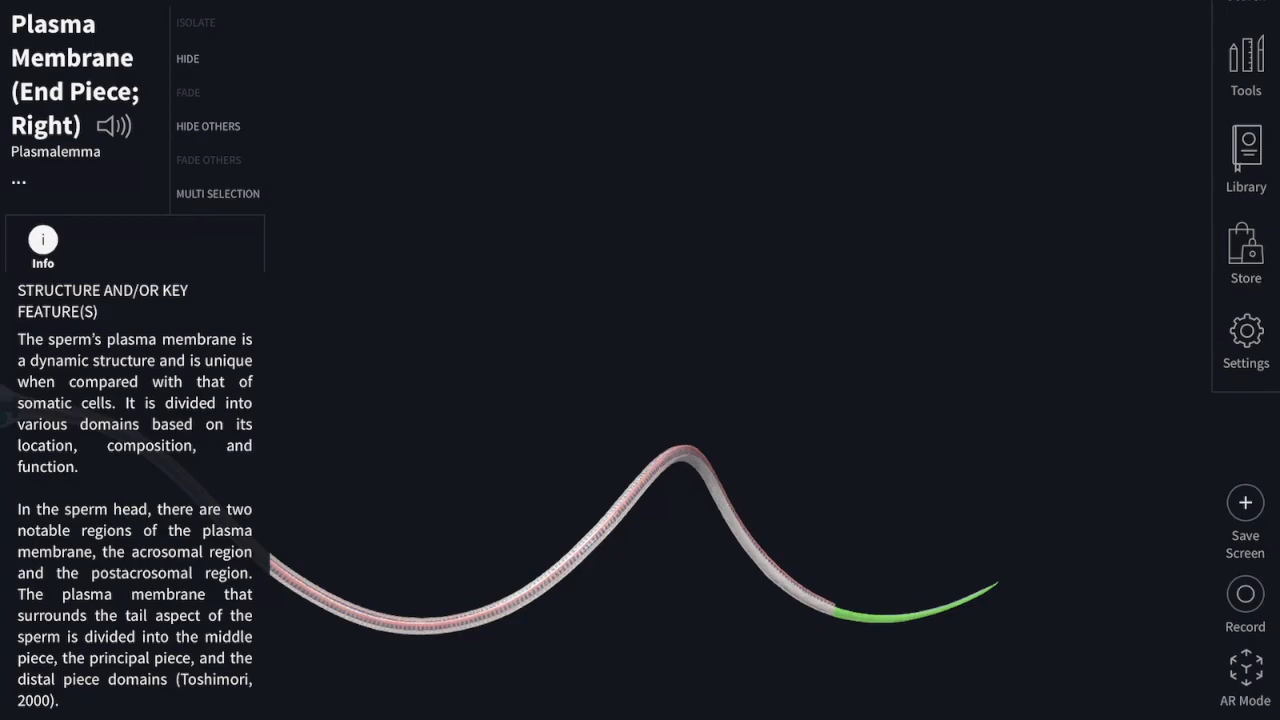 Plasma
Membrane
(End Piece;
Right)
Plasmalemma
...
ISOLATE
HIDE
FADE
HIDE OTHERS
FADE OTHERS
MULTI SELECTION
i
Info
STRUCTURE AND/OR KEY
FEATURE(S)
The sperm's plasma membrane is
a dynamic structure and is unique
when compared with that of
somatic cells. It is divided into
various domains based on its
location, composition, and
function.
In the sperm head, there are two
notable regions of the plasma
membrane, the acrosomal region
and the postacrosomal region.
The plasma membrane that
surrounds the tail aspect of the
sperm is divided into the middle
piece, the principal piece, and the
distal piece domains (Toshimori,
2000).
Tools
Library
Store
Settings
Save
Screen
Record
AR Mode